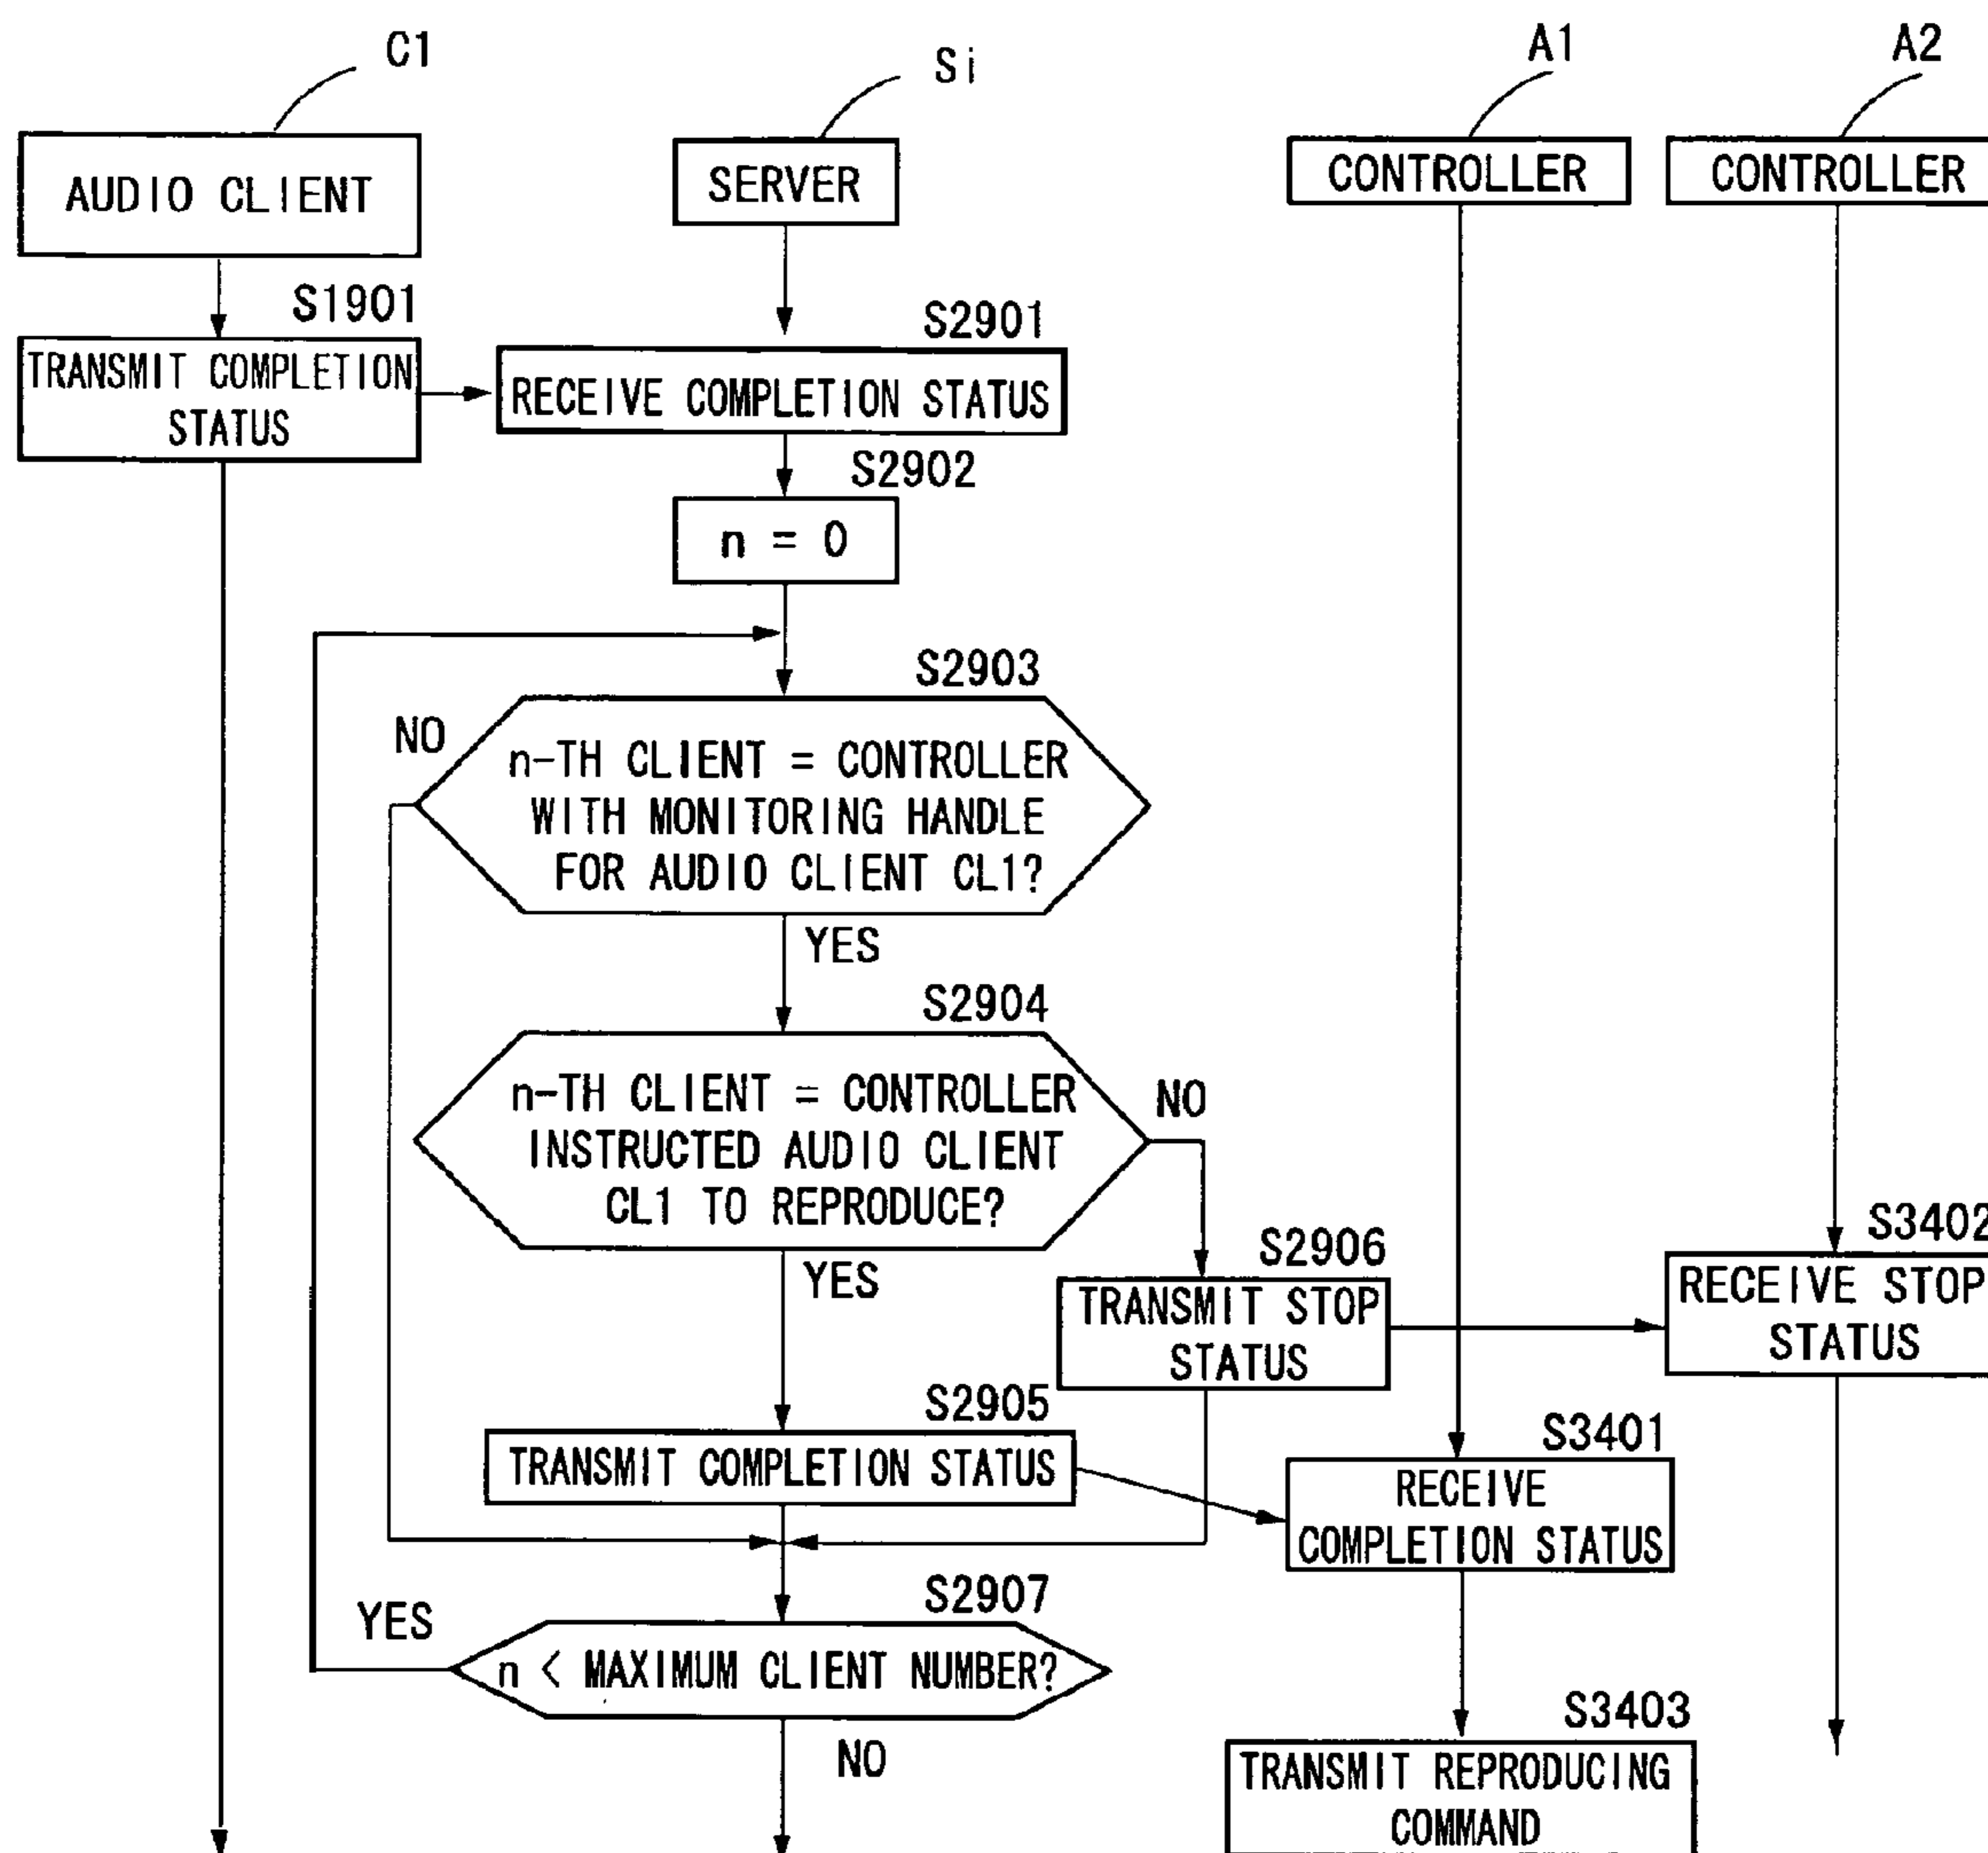 C1
Si
A1
A2
AUDIO CLIENT
SERVER
CONTROLLER
CONTROLLER
S1901
TRANSMIT COMPLETION
STATUS
S2901
RECEIVE COMPLETION STATUS
S2902
n = 0
S2903
NO
n-TH CLIENT = CONTROLLER
WITH MONITORING HANDLE
FOR AUDIO CLIENT CL1?
YES
S2904
n-TH CLIENT = CONTROLLER
INSTRUCTED AUDIO CLIENT
CL1 TO REPRODUCE?
NO
YES
S2906
TRANSMIT STOP
STATUS
S3402
RECEIVE STOP
STATUS
S2905
TRANSMIT COMPLETION STATUS
S3401
RECEIVE
COMPLETION STATUS
S2907
YES
n < MAXIMUM CLIENT NUMBER?
NO
S3403
TRANSMIT REPRODUCING
COMMAND